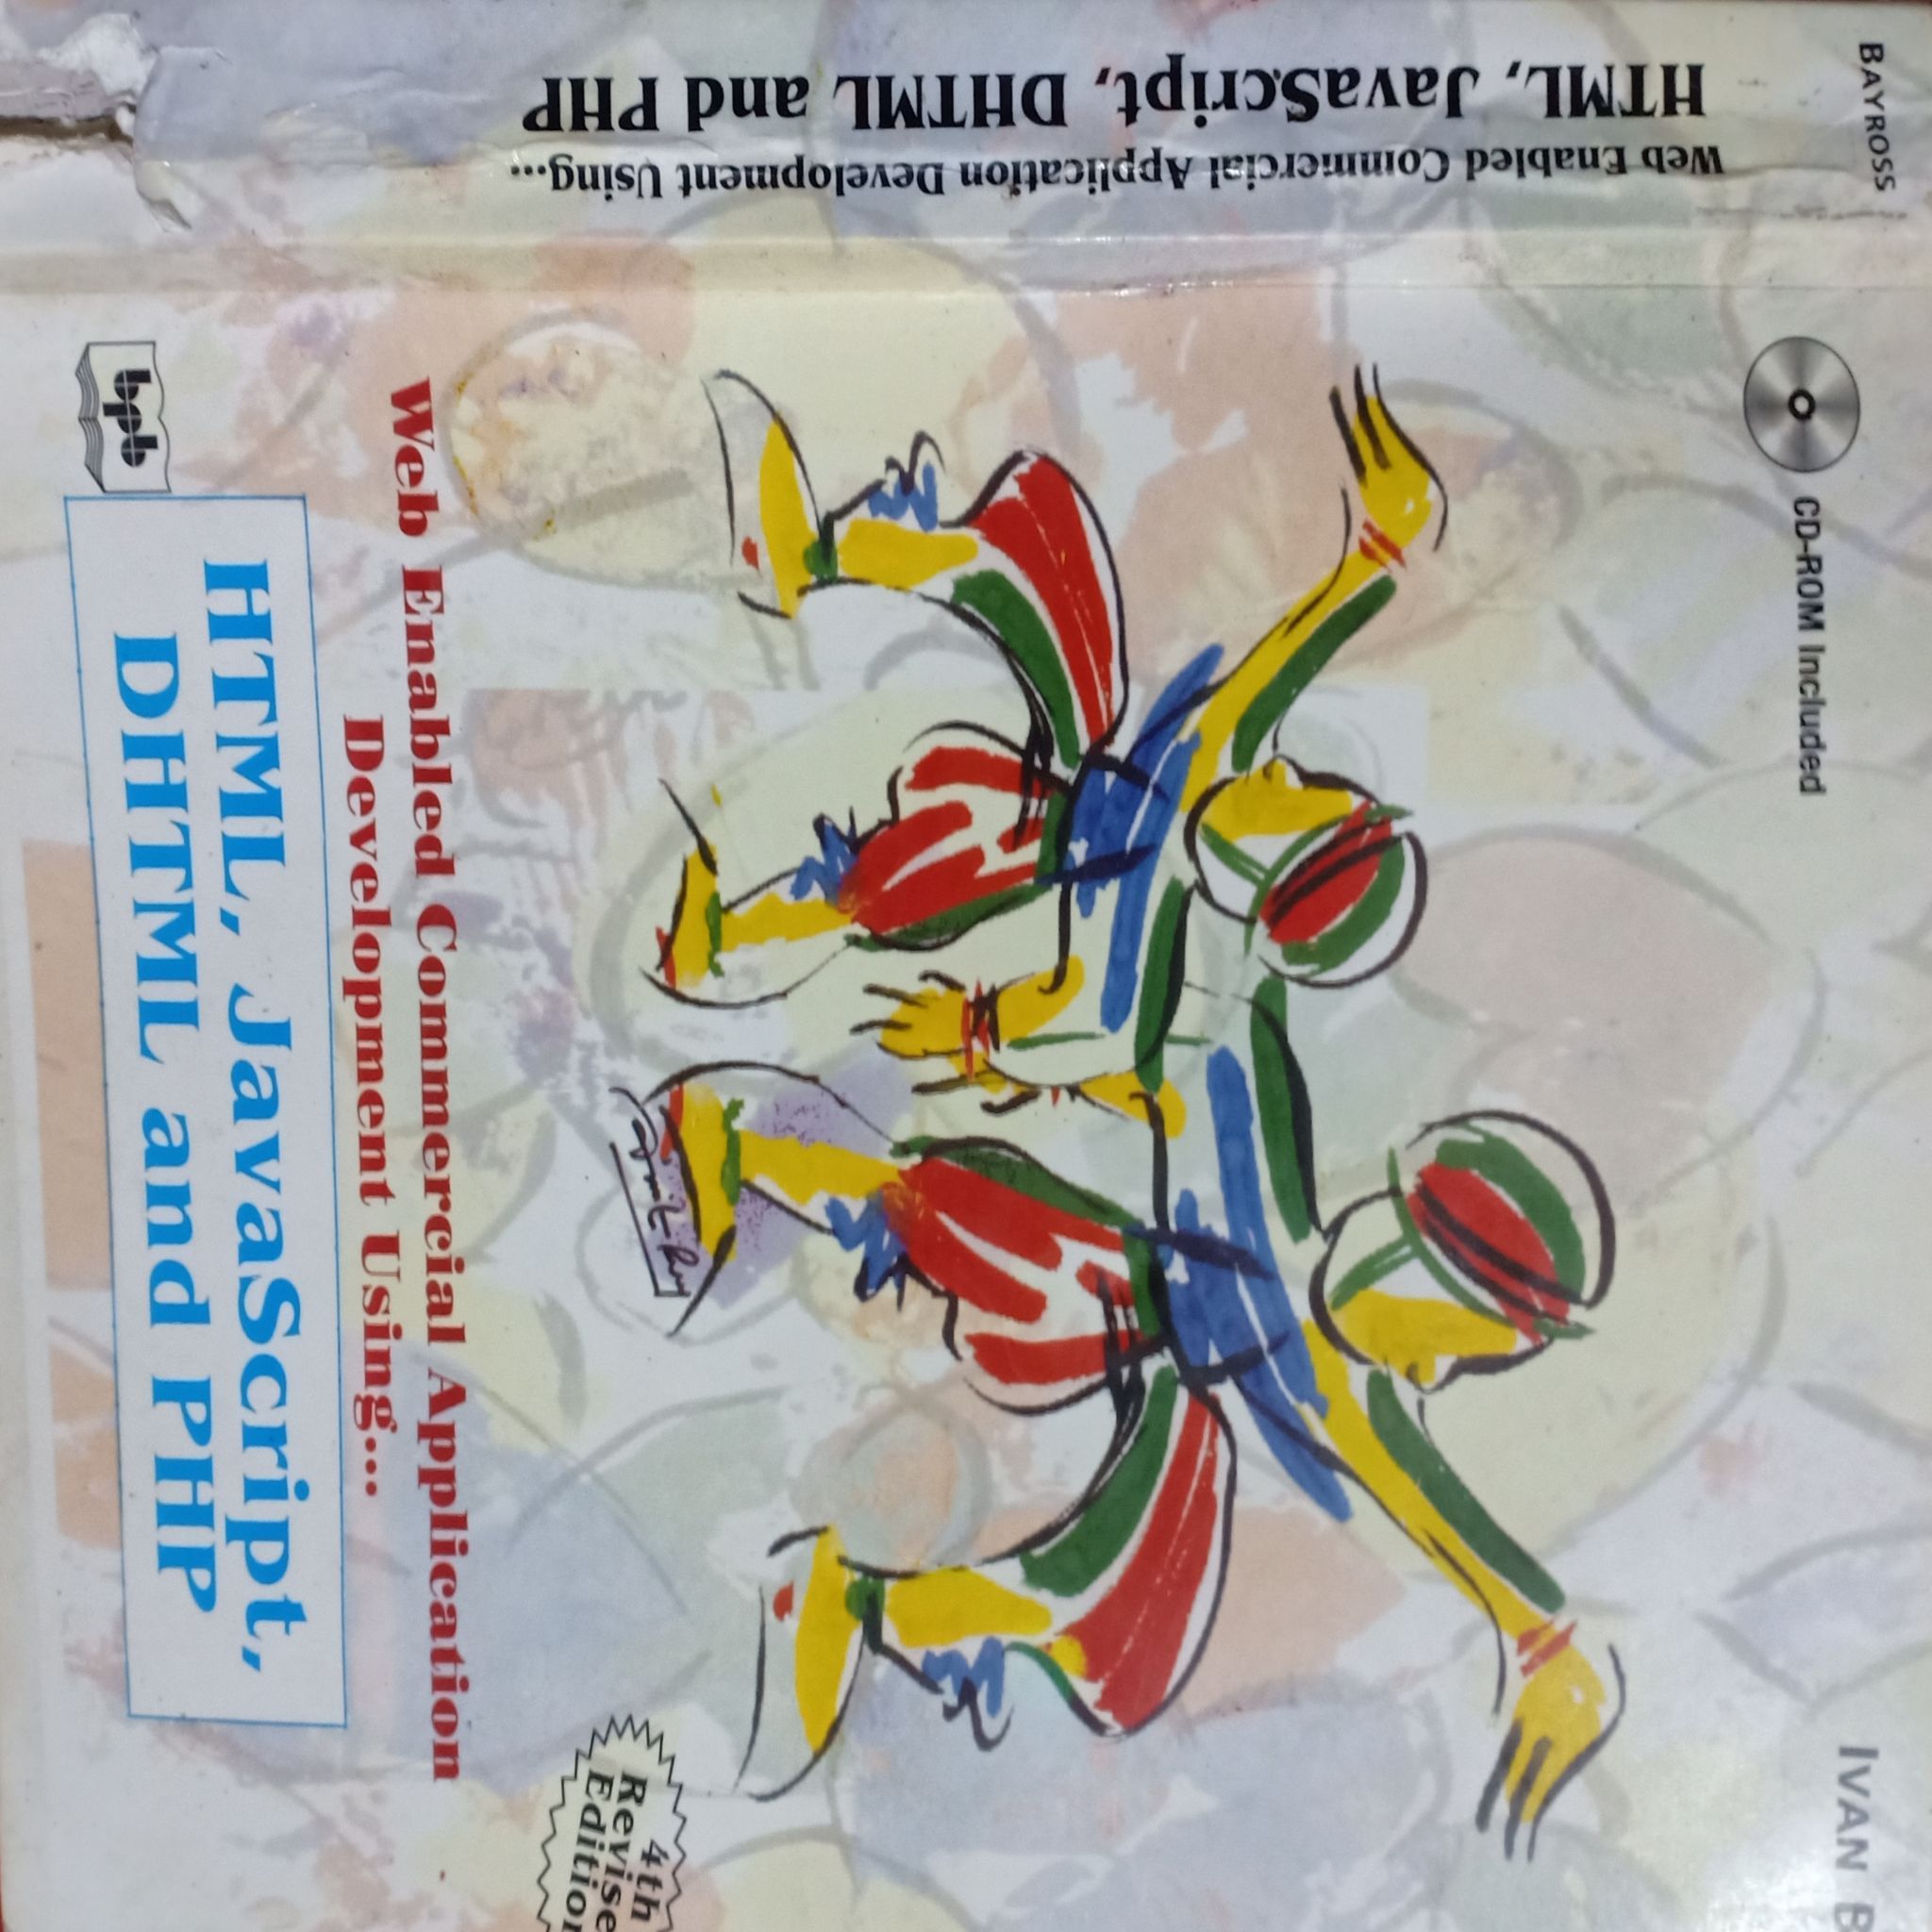 BAYROSS
Web Enabled Commercial Application Development Using...
HTML, JavaScript, DHTML and PHP
CD-ROM Included
IVAN B
4th
Revise
Edition
Web Enabled Commercial Application
Development Using...
HTML, JavaScript,
DHTML and PHP
bpb